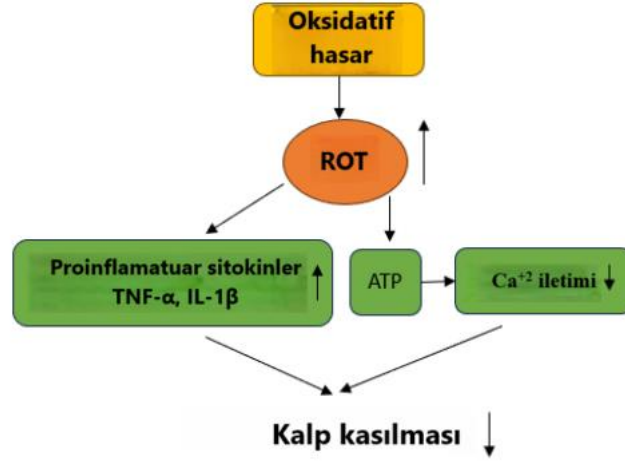 Oksidatif
hasar
ROT
Proinflamatuar sitokinler
TNF-α, IL-1β
ATP
Ca⁺² iletimi
Kalp kasılması